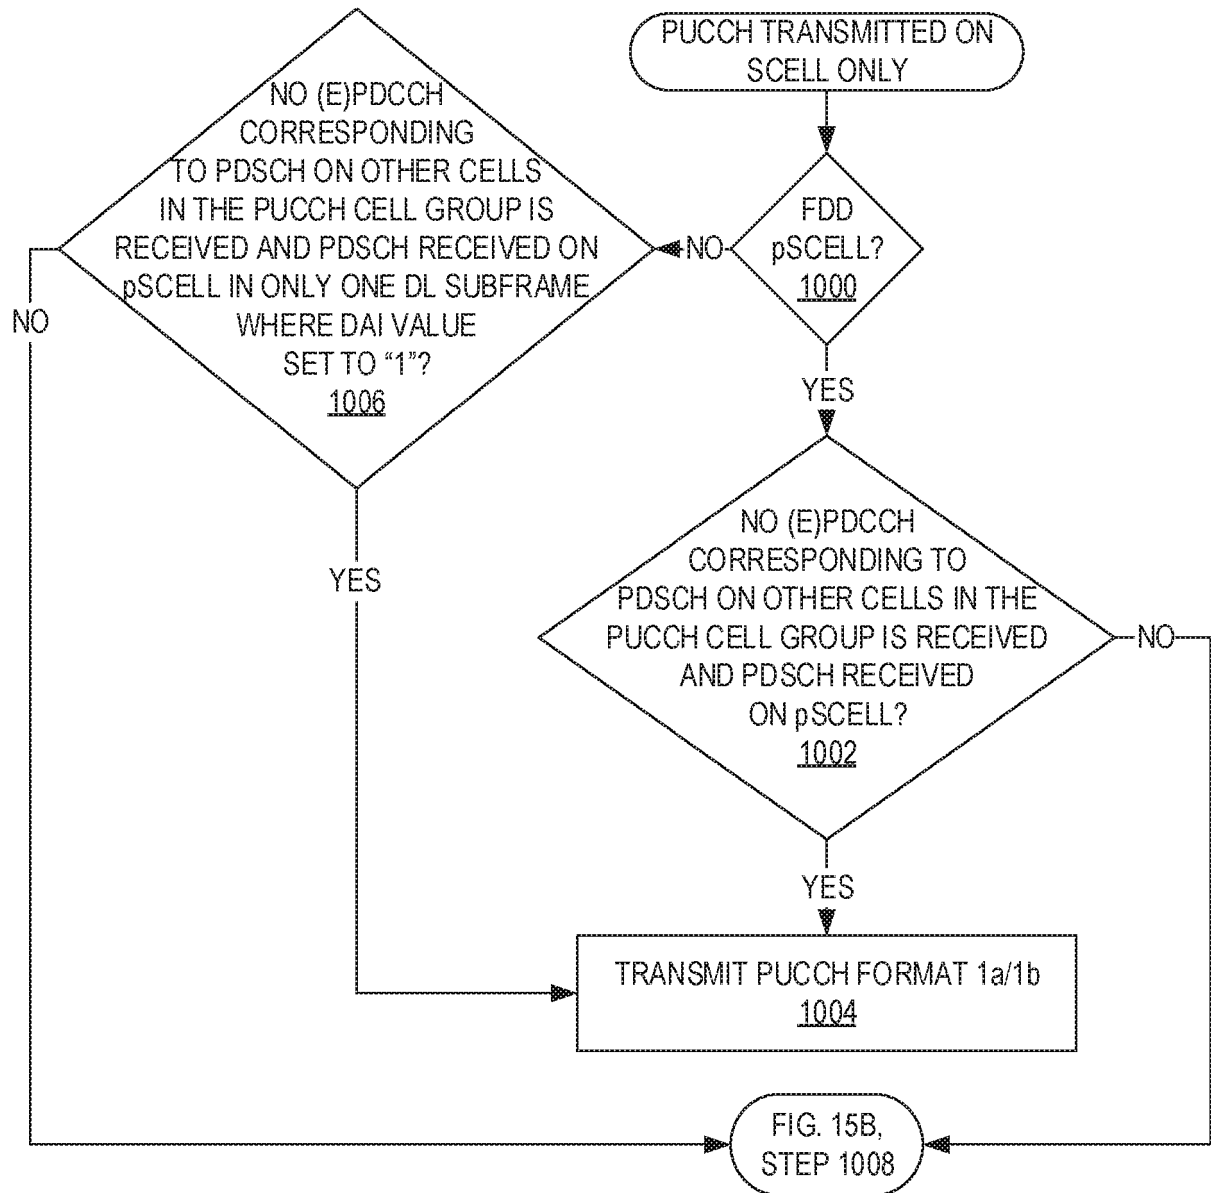 PUCCH TRANSMITTED ON
SCELL ONLY
FDD
pSCELL?
1000
NO
YES
NO (E)PDCCH
CORRESPONDING
TO PDSCH ON OTHER CELLS
IN THE PUCCH CELL GROUP IS
RECEIVED AND PDSCH RECEIVED ON
pSCELL IN ONLY ONE DL SUBFRAME
WHERE DAI VALUE
SET TO “1”?
1006
NO
YES
NO (E)PDCCH
CORRESPONDING TO
PDSCH ON OTHER CELLS IN THE
PUCCH CELL GROUP IS RECEIVED
AND PDSCH RECEIVED
ON pSCELL?
1002
NO
YES
TRANSMIT PUCCH FORMAT 1a/1b
1004
FIG. 15B,
STEP 1008